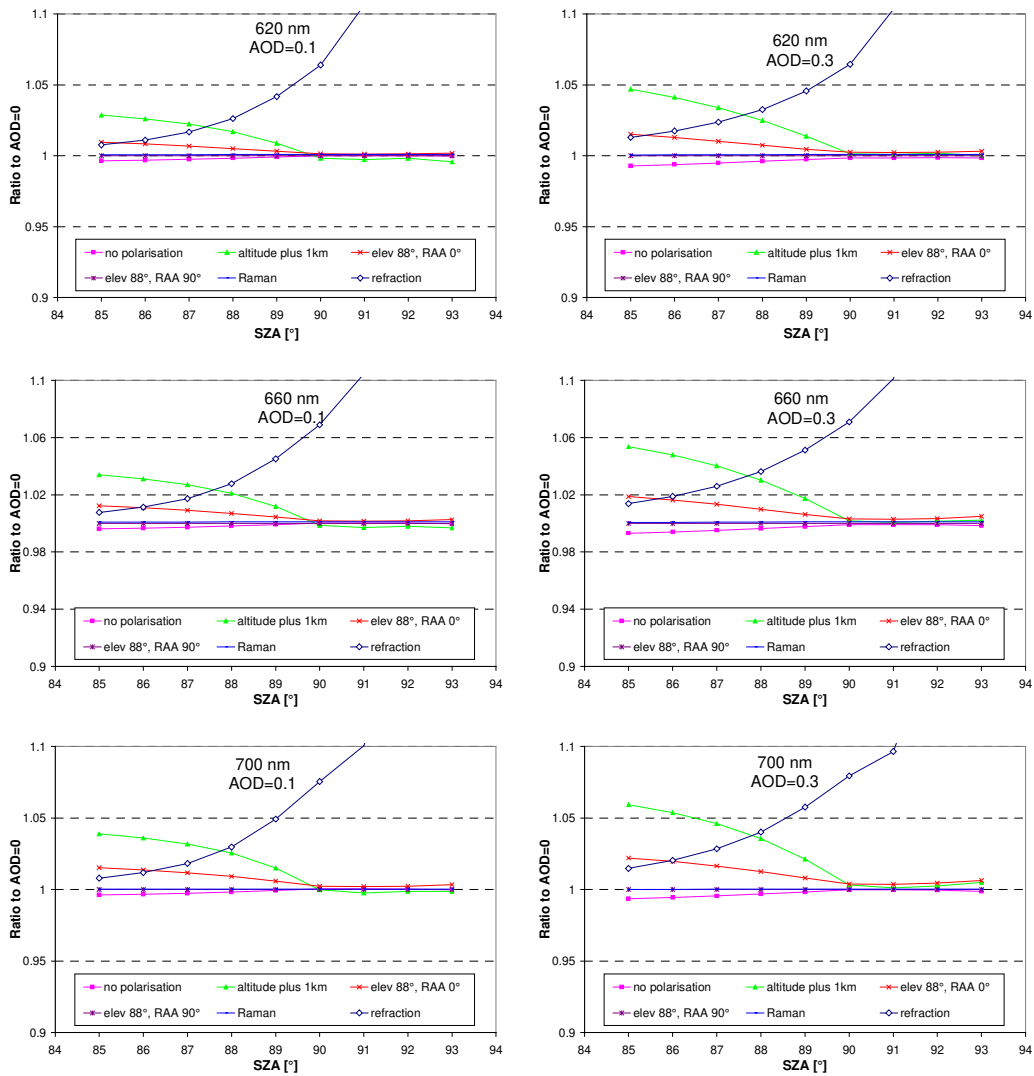 1.1
1.05
1
0.95
0.9
Ratio to AOD=0
620 nm
AOD=0.1
no polarisation
altitude plus 1km
elev 88°, RAA 0°
elev 88°, RAA 90°
Raman
refraction
84 85 86 87 88 89 90 91 92 93 94
SZA [°]
1.1
1.05
1
0.95
0.9
Ratio to AOD=0
620 nm
AOD=0.3
no polarisation
altitude plus 1km
elev 88°, RAA 0°
elev 88°, RAA 90°
Raman
refraction
84 85 86 87 88 89 90 91 92 93 94
SZA [°]
1.1
1.06
1.02
0.98
0.94
0.9
Ratio to AOD=0
660 nm
AOD=0.1
no polarisation
altitude plus 1km
elev 88°, RAA 0°
elev 88°, RAA 90°
Raman
refraction
84 85 86 87 88 89 90 91 92 93 94
SZA [°]
1.1
1.06
1.02
0.98
0.94
0.9
Ratio to AOD=0
660 nm
AOD=0.3
no polarisation
altitude plus 1km
elev 88°, RAA 0°
elev 88°, RAA 90°
Raman
refraction
84 85 86 87 88 89 90 91 92 93 94
SZA [°]
1.1
1.05
1
0.95
0.9
Ratio to AOD=0
700 nm
AOD=0.1
no polarisation
altitude plus 1km
elev 88°, RAA 0°
elev 88°, RAA 90°
Raman
refraction
84 85 86 87 88 89 90 91 92 93 94
SZA [°]
1.1
1.05
1
0.95
0.9
Ratio to AOD=0
700 nm
AOD=0.3
no polarisation
altitude plus 1km
elev 88°, RAA 0°
elev 88°, RAA 90°
Raman
refraction
84 85 86 87 88 89 90 91 92 93 94
SZA [°]